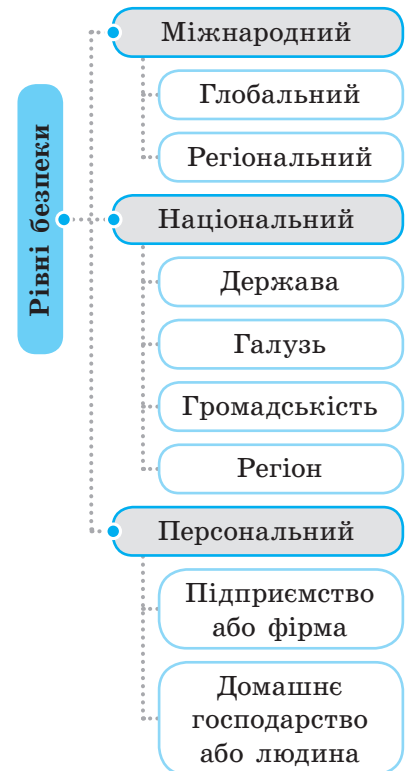 Рівні безпеки
Міжнародний
Глобальний
Регіональний
Національний
Держава
Галузь
Громадськість
Регіон
Персональний
Підприємство
або фірма
Домашнє
господарство
або людина